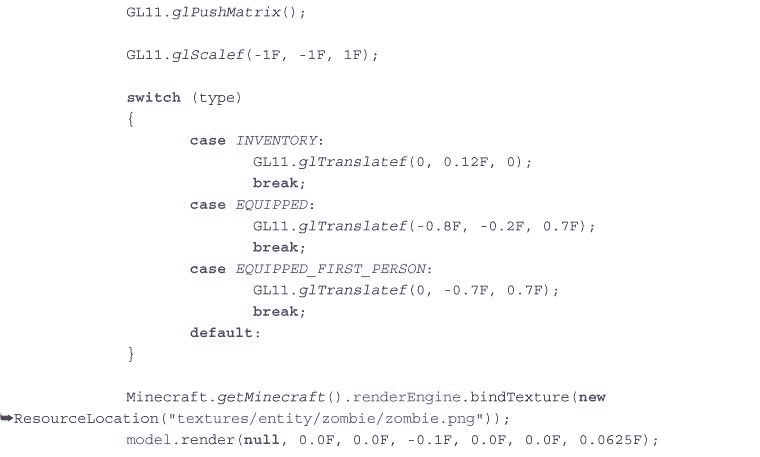 GL11.glPushMatrix();
GL11.glScalef(-1F, -1F, 1F);
switch (type)
{
case INVENTORY:
GL11.glTranslatef(0, 0.12F, 0);
break;
case EQUIPPED:
GL11.glTranslatef(-0.8F, -0.2F, 0.7F);
break;
case EQUIPPED_FIRST_PERSON:
GL11.glTranslatef(0, -0.7F, 0.7F);
break;
default:
}
Minecraft.getMinecraft().renderEngine.bindTexture(new
➥ResourceLocation("textures/entity/zombie/zombie.png"));
model.render(null, 0.0F, 0.0F, -0.1F, 0.0F, 0.0F, 0.0625F);